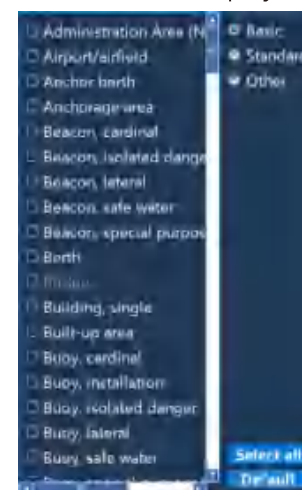 Administration Area (N
Airport/airfield
Anchor berth
Anchorage area
Beacon, cardinal
Beacon, isolated dange
Beacon, lateral
Beacon, safe water
Beacon, special purpos
Berth
Building, single
Built-up area
Buoy, cardinal
Buoy, installation
Buoy, isolated danger
Buoy, lateral
Buoy, safe water
Basic
Standard
Other
Select all
Default